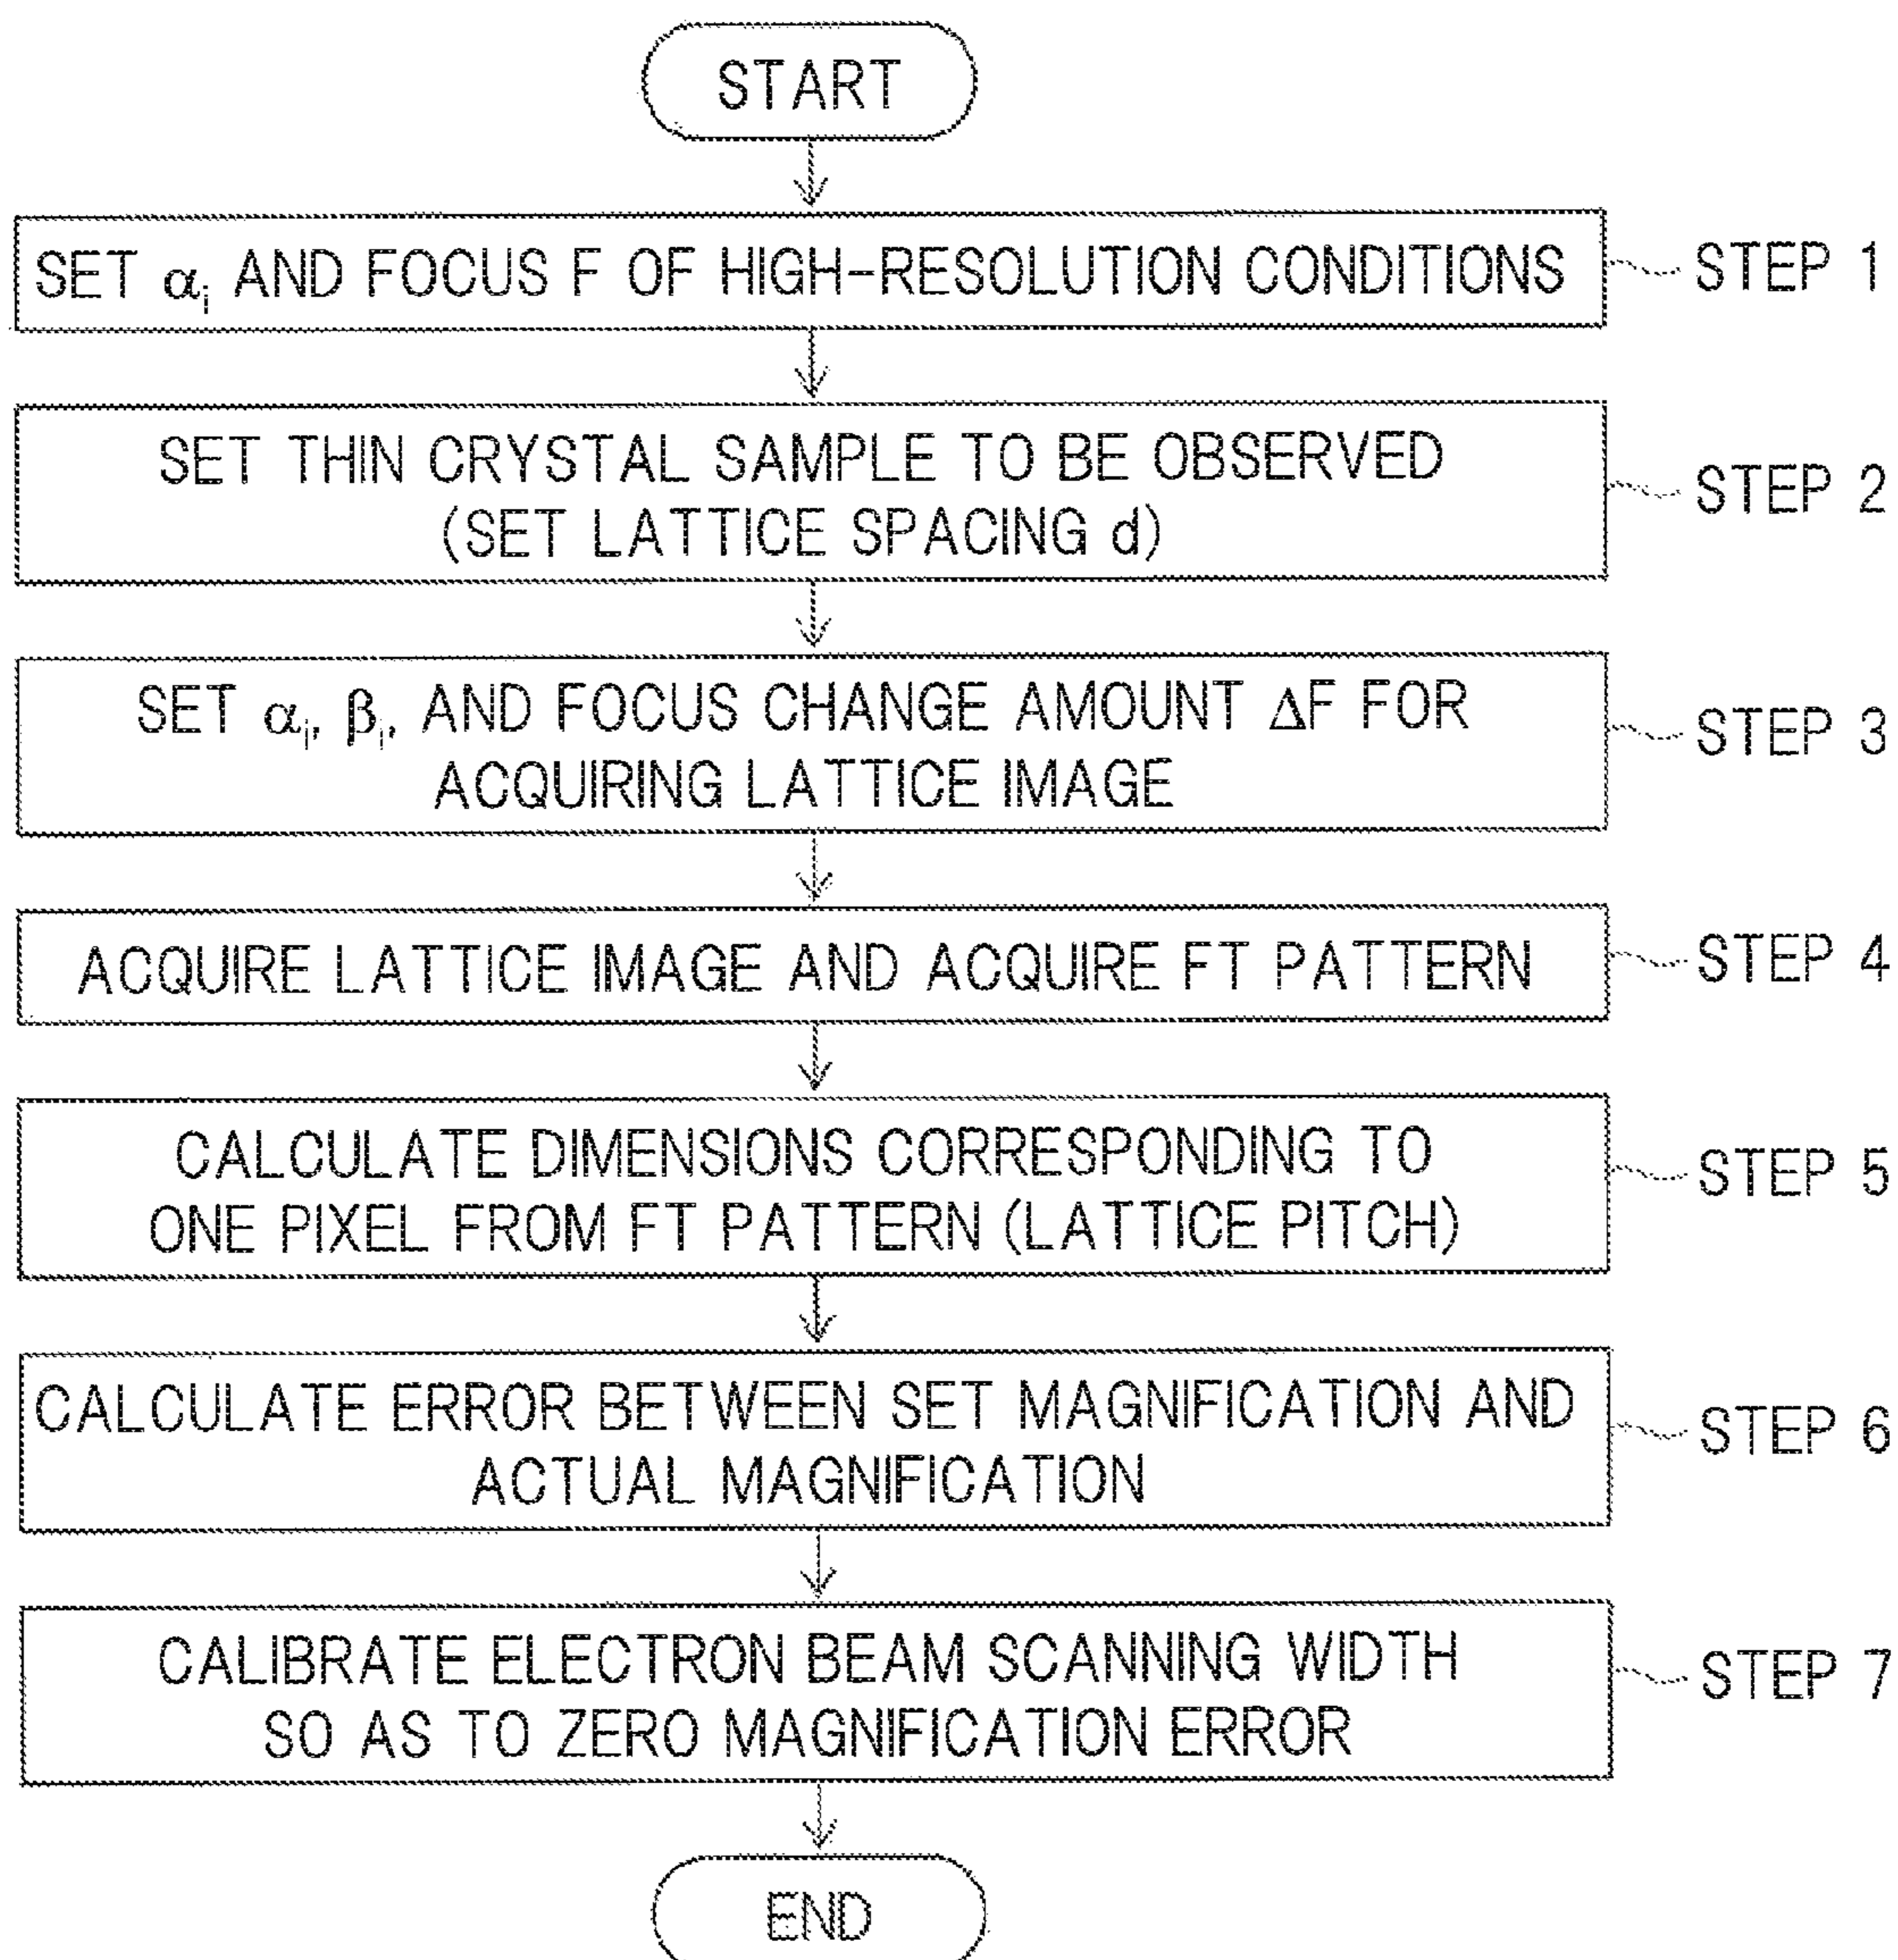 START
SET αi AND FOCUS F OF HIGH-RESOLUTION CONDITIONS
STEP 1
SET THIN CRYSTAL SAMPLE TO BE OBSERVED
(SET LATTICE SPACING d)
STEP 2
SET αi, βi, AND FOCUS CHANGE AMOUNT ΔF FOR
ACQUIRING LATTICE IMAGE
STEP 3
ACQUIRE LATTICE IMAGE AND ACQUIRE FT PATTERN
STEP 4
CALCULATE DIMENSIONS CORRESPONDING TO
ONE PIXEL FROM FT PATTERN (LATTICE PITCH)
STEP 5
CALCULATE ERROR BETWEEN SET MAGNIFICATION AND
ACTUAL MAGNIFICATION
STEP 6
CALIBRATE ELECTRON BEAM SCANNING WIDTH
SO AS TO ZERO MAGNIFICATION ERROR
STEP 7
END